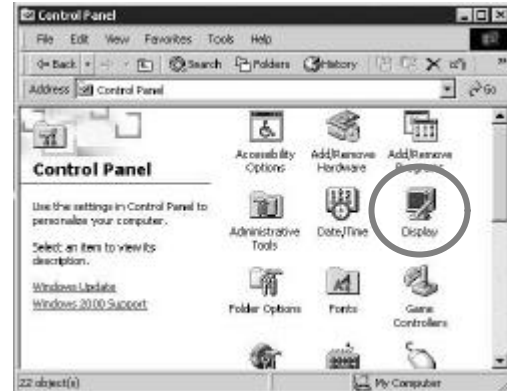 Control Panel
File Edit View Favorites Tools Help
Back Search Folders History
Address Control Panel Go
Control Panel
Use the settings in Control Panel to
personalize your computer.
Select an item to view its
description.
Windows Update
Windows 2000 Support
Accessibility
Options
Add/Remove
Hardware
Add/Remove
Programs
Administrative
Tools
Date/Time
Display
Folder Options
Fonts
Game
Controllers
22 object(s) My Computer